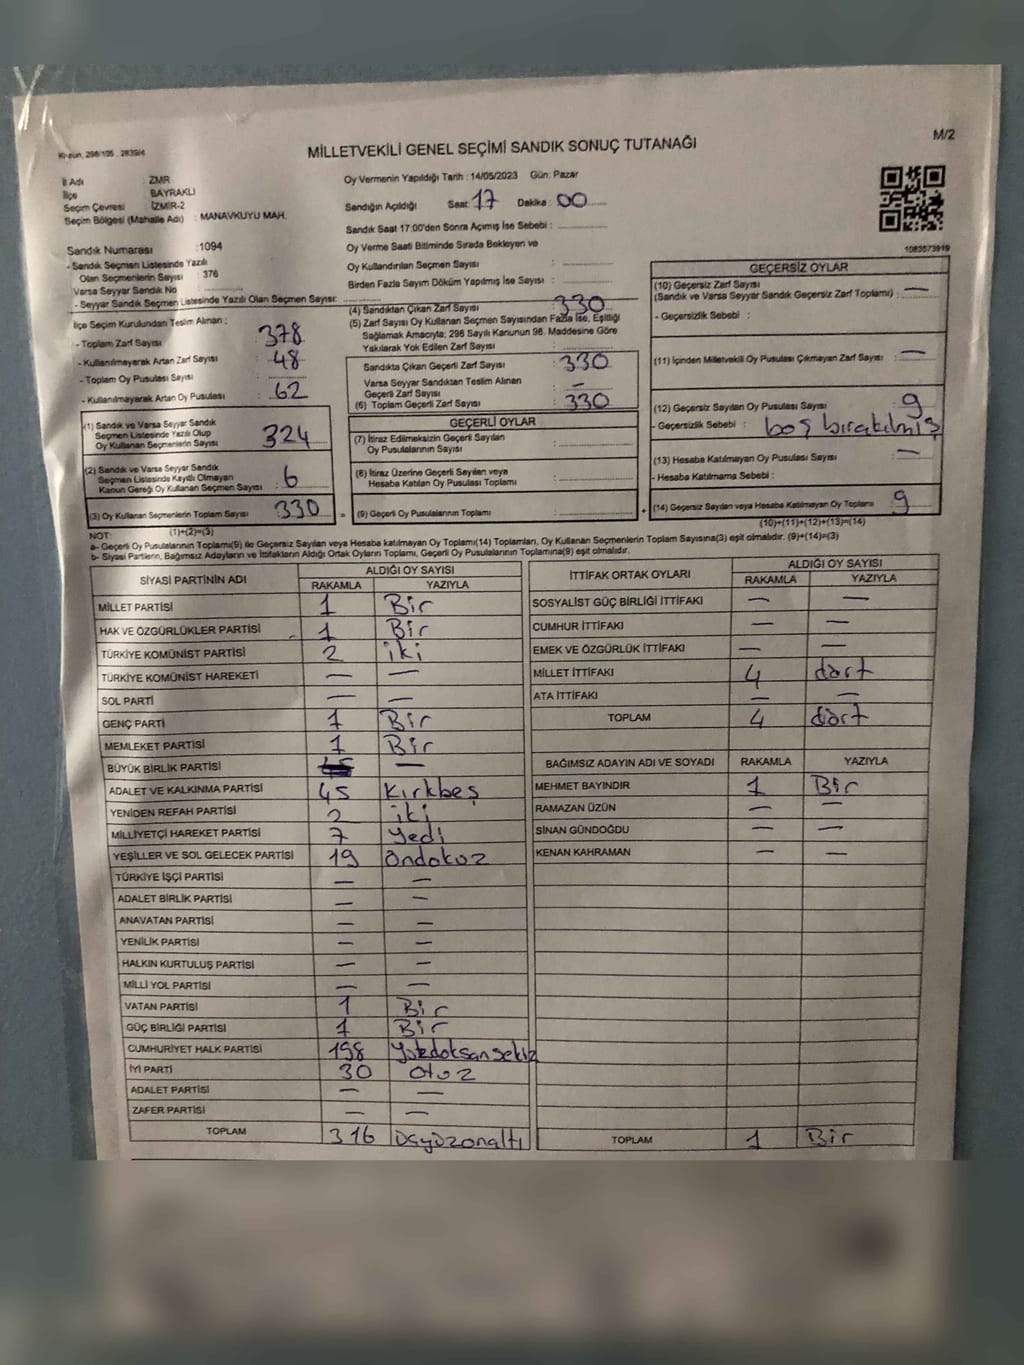 Kanun, 298/105 , 2839/4
M/2
MİLLETVEKİLİ GENEL SEÇİMİ SANDIK SONUÇ TUTANAĞI
İl Adı : İZMİR
İlçe : BAYRAKLI
Seçim Çevresi : İZMİR-2
Seçim Bölgesi (Mahalle Adı) : MANAVKUYU MAH.
Sandık Numarası : 1094
- Sandık Seçmen Listesinde Yazılı
Olan Seçmenlerin Sayısı : 376
Varsa Seyyar Sandık No :
- Seyyar Sandık Seçmen Listesinde Yazılı Olan Seçmen Sayısı:
Oy Vermenin Yapıldığı Tarih : 14/05/2023 Gün: Pazar
Sandığın Açıldığı Saat: 17 Dakika: 00
Sandık Saat 17:00'den Sonra Açılmış İse Sebebi :
Oy Verme Saati Bitiminde Sırada Bekleyen ve
Oy Kullandırılan Seçmen Sayısı :
Birden Fazla Sayım Döküm Yapılmış İse Sayısı :
1083573919
İlçe Seçim Kurulundan Teslim Alınan :
- Toplam Zarf Sayısı : 378
- Kullanılmayarak Artan Zarf Sayısı : 48
- Toplam Oy Pusulası Sayısı :
- Kullanılmayarak Artan Oy Pusulası : 62
(1) Sandık ve Varsa Seyyar Sandık
Seçmen Listesinde Yazılı Olup
Oy Kullanan Seçmenlerin Sayısı : 324
(2) Sandık ve Varsa Seyyar Sandık
Seçmen Listesinde Kayıtlı Olmayan
Kanun Gereği Oy Kullanan Seçmen Sayısı : 6
(3) Oy Kullanan Seçmenlerin Toplam Sayısı : 330
(1)+(2)=(3)
(4) Sandıktan Çıkan Zarf Sayısı : 330
(5) Zarf Sayısı Oy Kullanan Seçmen Sayısından Fazla İse, Eşitliği
Sağlamak Amacıyla; 298 Sayılı Kanunun 98. Maddesine Göre
Yakılarak Yok Edilen Zarf Sayısı :
Sandıkta Çıkan Geçerli Zarf Sayısı : 330
Varsa Seyyar Sandıktan Teslim Alınan
Geçerli Zarf Sayısı : —
(6) Toplam Geçerli Zarf Sayısı : 330
GEÇERLİ OYLAR
(7) İtiraz Edilmeksizin Geçerli Sayılan
Oy Pusulalarının Sayısı :
(8) İtiraz Üzerine Geçerli Sayılan veya
Hesaba Katılan Oy Pusulası Toplamı :
= (9) Geçerli Oy Pusulalarının Toplamı : +
GEÇERSİZ OYLAR
(10) Geçersiz Zarf Sayısı
(Sandık ve Varsa Seyyar Sandık Geçersiz Zarf Toplamı) : —
- Geçersizlik Sebebi :
(11) İçinden Milletvekili Oy Pusulası Çıkmayan Zarf Sayısı : —
(12) Geçersiz Sayılan Oy Pusulası Sayısı : 9
- Geçersizlik Sebebi : boş bırakılmış
(13) Hesaba Katılmayan Oy Pusulası Sayısı : —
- Hesaba Katılmama Sebebi :
(14) Geçersiz Sayılan veya Hesaba Katılmayan Oy Toplamı : 9
(10)+(11)+(12)+(13)=(14)
NOT:
a- Geçerli Oy Pusulalarının Toplamı(9) ile Geçersiz Sayılan veya Hesaba katılmayan Oy Toplamı(14) Toplamları, Oy Kullanan Seçmenlerin Toplam Sayısına(3) eşit olmalıdır. (9)+(14)=(3)
b- Siyasi Partilerin, Bağımsız Adayların ve İttifakların Aldığı Ortak Oyların Toplamı, Geçerli Oy Pusulalarının Toplamına(9) eşit olmalıdır.
SİYASİ PARTİNİN ADI ALDIĞI OY SAYISI
RAKAMLA YAZIYLA
MİLLET PARTİSİ 1 Bir
HAK VE ÖZGÜRLÜKLER PARTİSİ 1 Bir
TÜRKİYE KOMÜNİST PARTİSİ 2 iki
TÜRKİYE KOMÜNİST HAREKETİ — —
SOL PARTİ — —
GENÇ PARTİ 1 Bir
MEMLEKET PARTİSİ 1 Bir
BÜYÜK BİRLİK PARTİSİ —
ADALET VE KALKINMA PARTİSİ 45 Kırkbeş
YENİDEN REFAH PARTİSİ 2 iki
MİLLİYETÇİ HAREKET PARTİSİ 7 Yedi
YEŞİLLER VE SOL GELECEK PARTİSİ 19 Ondokuz
TÜRKİYE İŞÇİ PARTİSİ — —
ADALET BİRLİK PARTİSİ — —
ANAVATAN PARTİSİ — —
YENİLİK PARTİSİ — —
HALKIN KURTULUŞ PARTİSİ — —
MİLLİ YOL PARTİSİ — —
VATAN PARTİSİ 1 Bir
GÜÇ BİRLİĞİ PARTİSİ 1 Bir
CUMHURİYET HALK PARTİSİ 198 Yüzdoksansekiz
İYİ PARTİ 30 Otuz
ADALET PARTİSİ — —
ZAFER PARTİSİ — —
TOPLAM 316 üçyüzonaltı
İTTİFAK ORTAK OYLARI ALDIĞI OY SAYISI
RAKAMLA YAZIYLA
SOSYALİST GÜÇ BİRLİĞİ İTTİFAKI — —
CUMHUR İTTİFAKI — —
EMEK VE ÖZGÜRLÜK İTTİFAKI — —
MİLLET İTTİFAKI 4 dört
ATA İTTİFAKI — —
TOPLAM 4 dört
BAĞIMSIZ ADAYIN ADI VE SOYADI RAKAMLA YAZIYLA
MEHMET BAYINDIR 1 Bir
RAMAZAN ÜZÜN — —
SİNAN GÜNDOĞDU — —
KENAN KAHRAMAN — —
TOPLAM 1 Bir